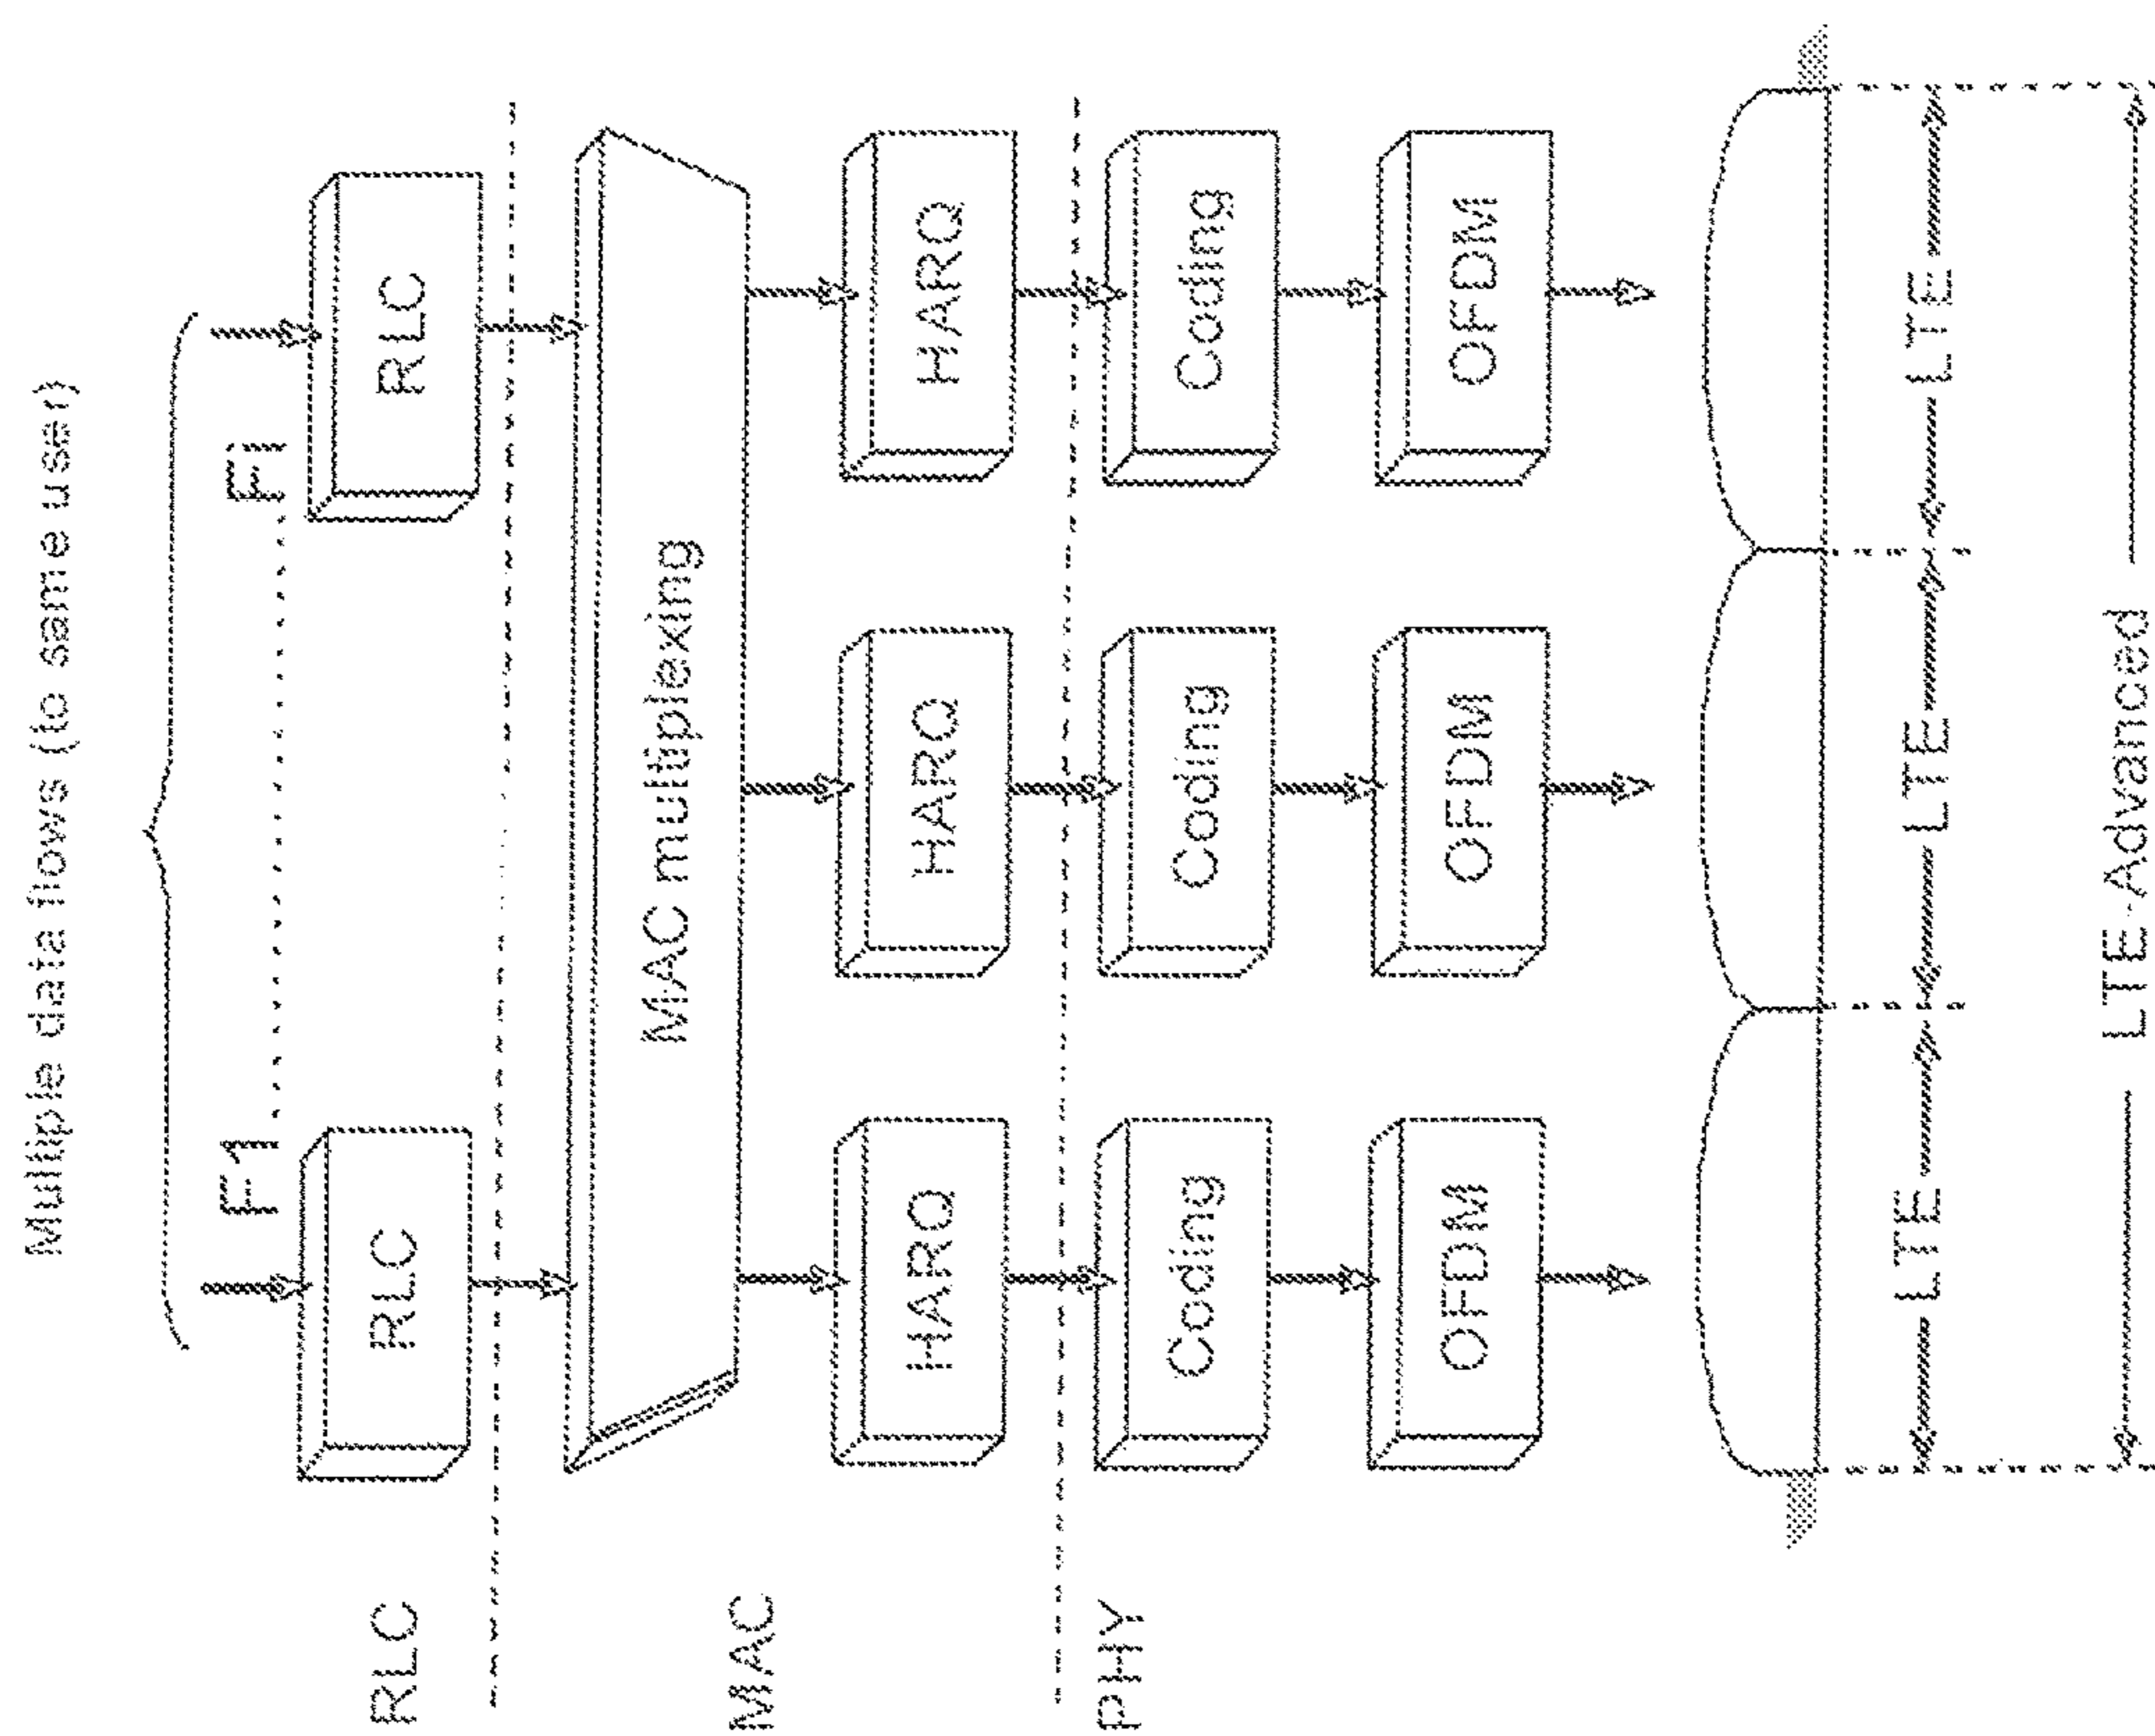 Multiple data flows (to same user)
F1 Fi
RLC RLC RLC
MAC multiplexing
MAC
HARQ HARQ HARQ
PHY Coding Coding Coding
OFDM OFDM OFDM
LTE LTE LTE
LTE-Advanced